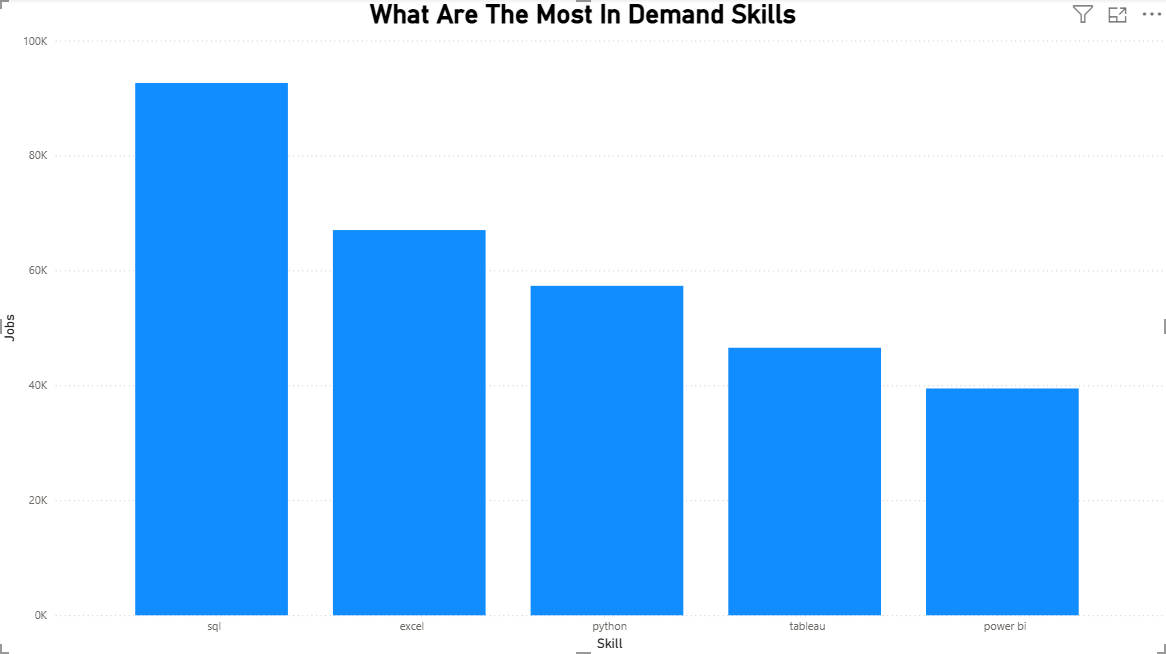 What Are The Most In Demand Skills
100K
80K
60K
40K
20K
0K
Jobs
sql
excel
python
tableau
power bi
Skill